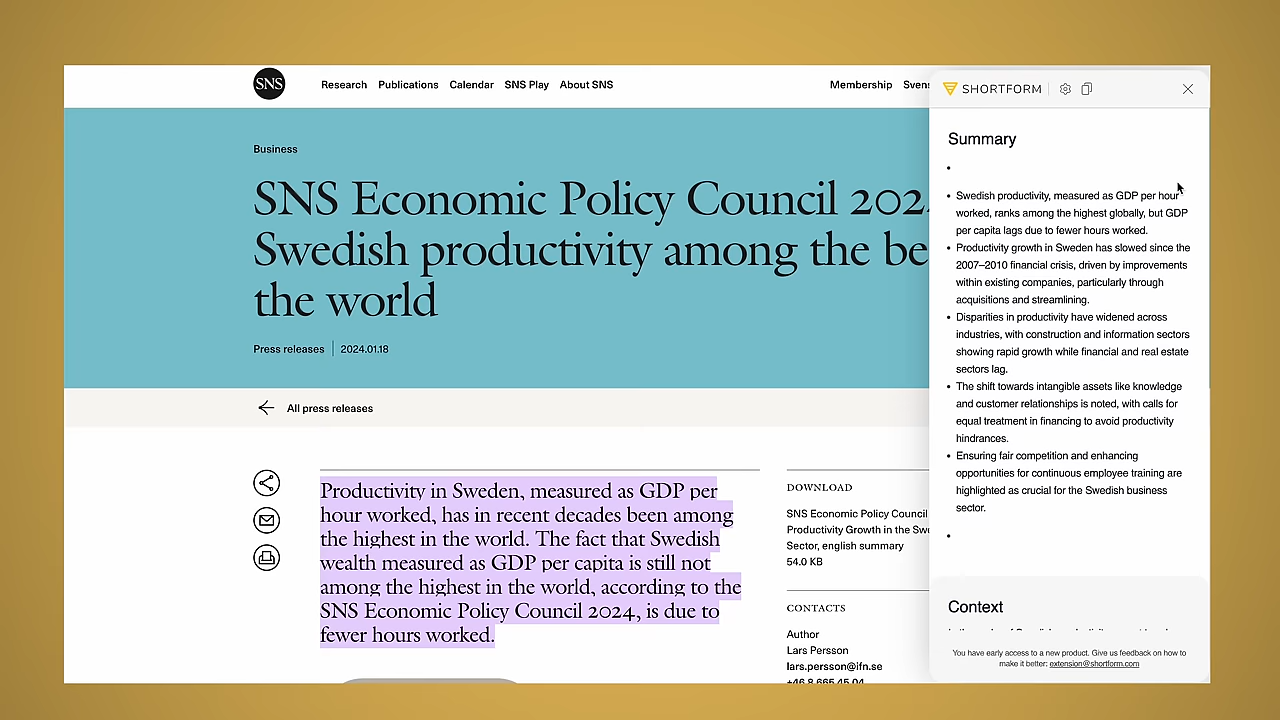 SNS
Research Publications Calendar SNS Play About SNS
Membership
Business
SNS Economic Policy Council
Swedish productivity among the
the world
Press releases 2024.01.18
All press releases
Productivity in Sweden, measured as GDP per
hour worked, has in recent decades been among
the highest in the world. The fact that Swedish
wealth measured as GDP per capita is still not
among the highest in the world, according to the
SNS Economic Policy Council 2024, is due to
fewer hours worked.
DOWNLOAD
SNS Economic Policy Council
Productivity Growth in the
Sector, english summary
54.0 KB
CONTACTS
Author
Lars Persson
lars.persson@ifn.se
+46 8 665 45 04
SHORTFORM
Summary
• Swedish productivity, measured as GDP per hour
worked, ranks among the highest globally, but GDP
per capita lags due to fewer hours worked.
• Productivity growth in Sweden has slowed since the
2007–2010 financial crisis, driven by improvements
within existing companies, particularly through
acquisitions and streamlining.
• Disparities in productivity have widened across
industries, with construction and information sectors
showing rapid growth while financial and real estate
sectors lag.
• The shift towards intangible assets like knowledge
and customer relationships is noted, with calls for
equal treatment in financing to avoid productivity
hindrances.
• Ensuring fair competition and enhancing
opportunities for continuous employee training are
highlighted as crucial for the Swedish business
sector.
Context
You have early access to a new product. Give us feedback on how to
make it better: extension@shortform.com